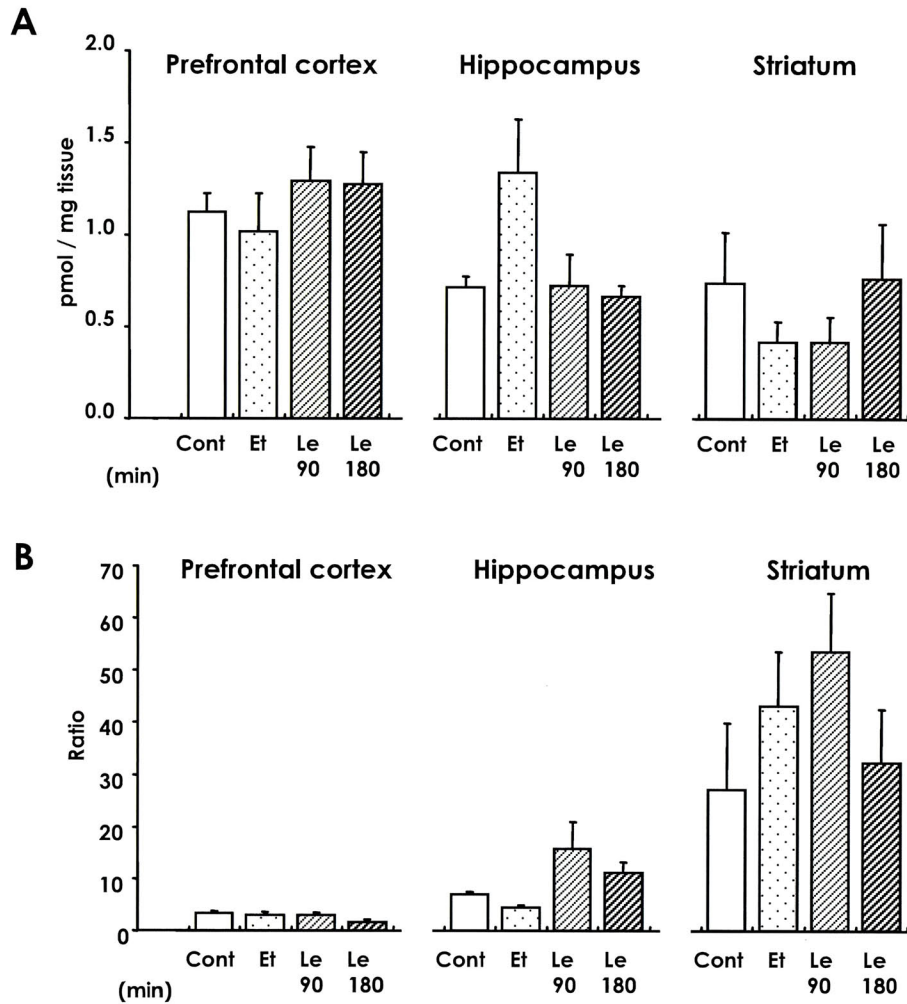 A
2.0
Prefrontal cortex Hippocampus Striatum
1.5
pmol / mg tissue
1.0
0.5
0.0
Cont Et Le Le Cont Et Le Le Cont Et Le Le
(min) 90 180 90 180 90 180
B
70
Prefrontal cortex Hippocampus Striatum
60
50
40
Ratio
30
20
10
0
Cont Et Le Le Cont Et Le Le Cont Et Le Le
(min) 90 180 90 180 90 180